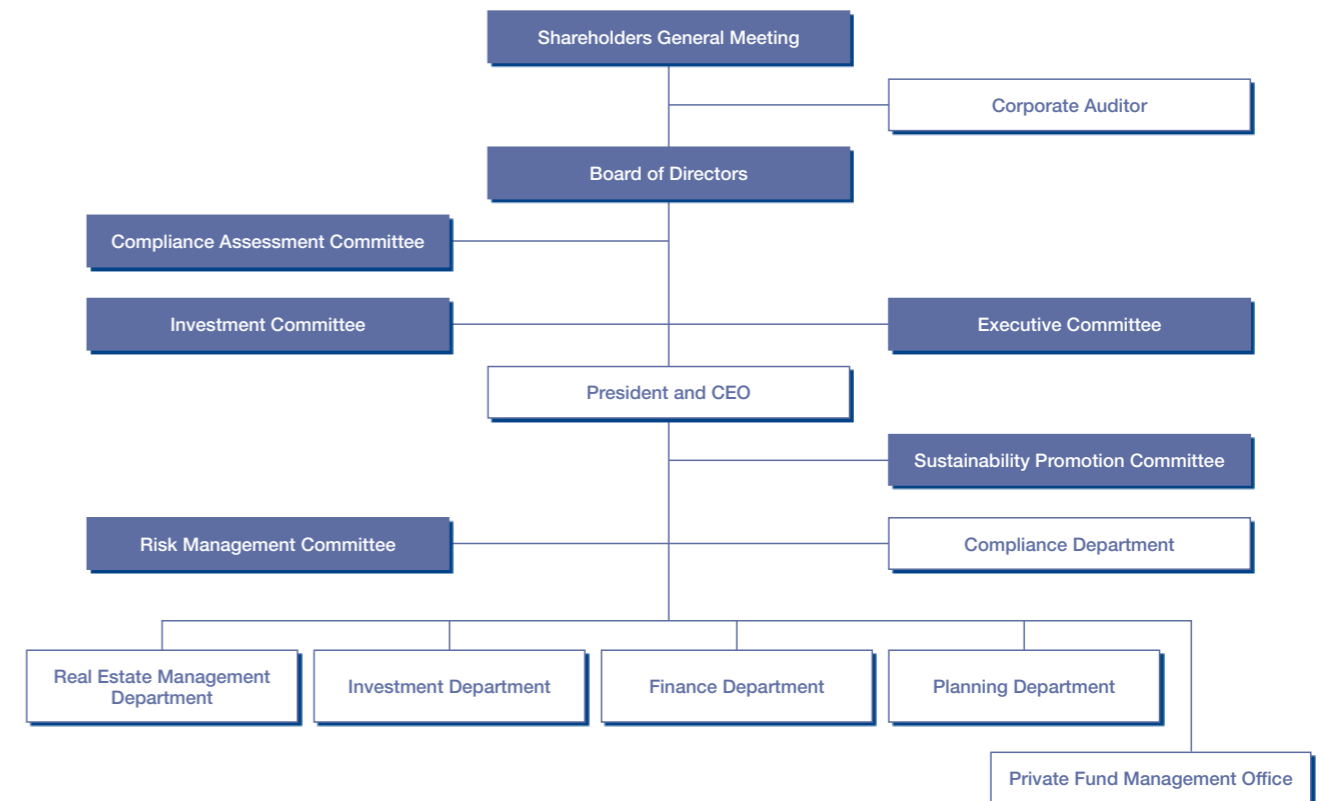 Shareholders General Meeting
Corporate Auditor
Board of Directors
Compliance Assessment Committee
Investment Committee
Executive Committee
President and CEO
Sustainability Promotion Committee
Risk Management Committee
Compliance Department
Real Estate Management
Department
Investment Department
Finance Department
Planning Department
Private Fund Management Office